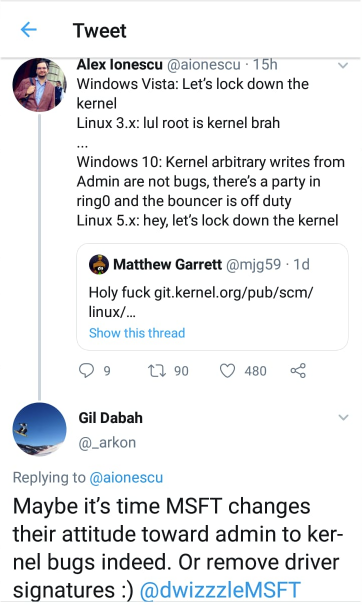 Tweet
Alex Ionescu @aionescu · 15h
Windows Vista: Let's lock down the
kernel
Linux 3.x: lul root is kernel brah
...
Windows 10: Kernel arbitrary writes from
Admin are not bugs, there's a party in
ring0 and the bouncer is off duty
Linux 5.x: hey, let's lock down the kernel
Matthew Garrett @mjg59 · 1d
Holy fuck git.kernel.org/pub/scm/
linux/...
Show this thread
9 90 480
Gil Dabah
@_arkon
Replying to @aionescu
Maybe it's time MSFT changes
their attitude toward admin to ker-
nel bugs indeed. Or remove driver
signatures :) @dwizzzleMSFT